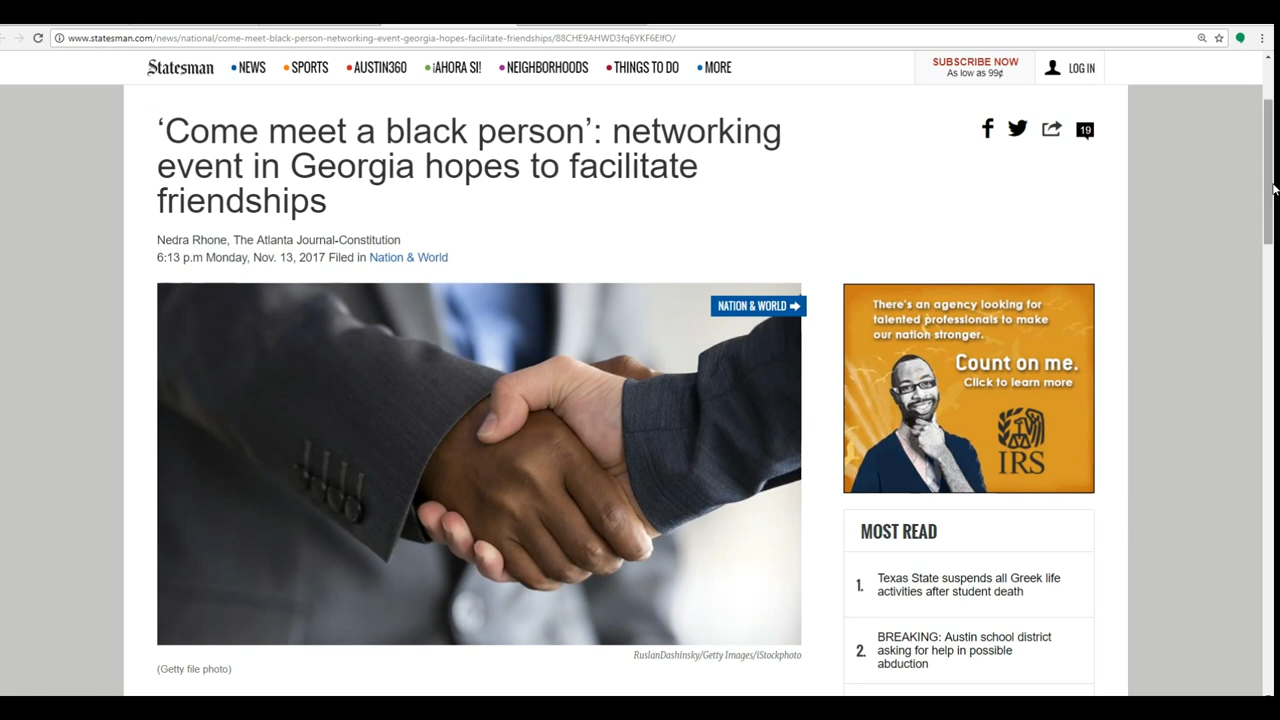 www.statesman.com/news/national/come-meet-black-person-networking-event-georgia-hopes-facilitate-friendships/88CHE9AHWD3fq6YKF6EIfO/
Statesman
NEWS
SPORTS
AUSTIN360
¡AHORA SI!
NEIGHBORHOODS
THINGS TO DO
MORE
SUBSCRIBE NOW
As low as 99¢
LOG IN
‘Come meet a black person’: networking
event in Georgia hopes to facilitate
friendships
19
Nedra Rhone, The Atlanta Journal-Constitution
6:13 p.m Monday, Nov. 13, 2017 Filed in Nation & World
NATION & WORLD
RuslanDashinsky/Getty Images/iStockphoto
(Getty file photo)
There's an agency looking for
talented professionals to make
our nation stronger.
Count on me.
Click to learn more
IRS
MOST READ
1.
Texas State suspends all Greek life
activities after student death
2.
BREAKING: Austin school district
asking for help in possible
abduction